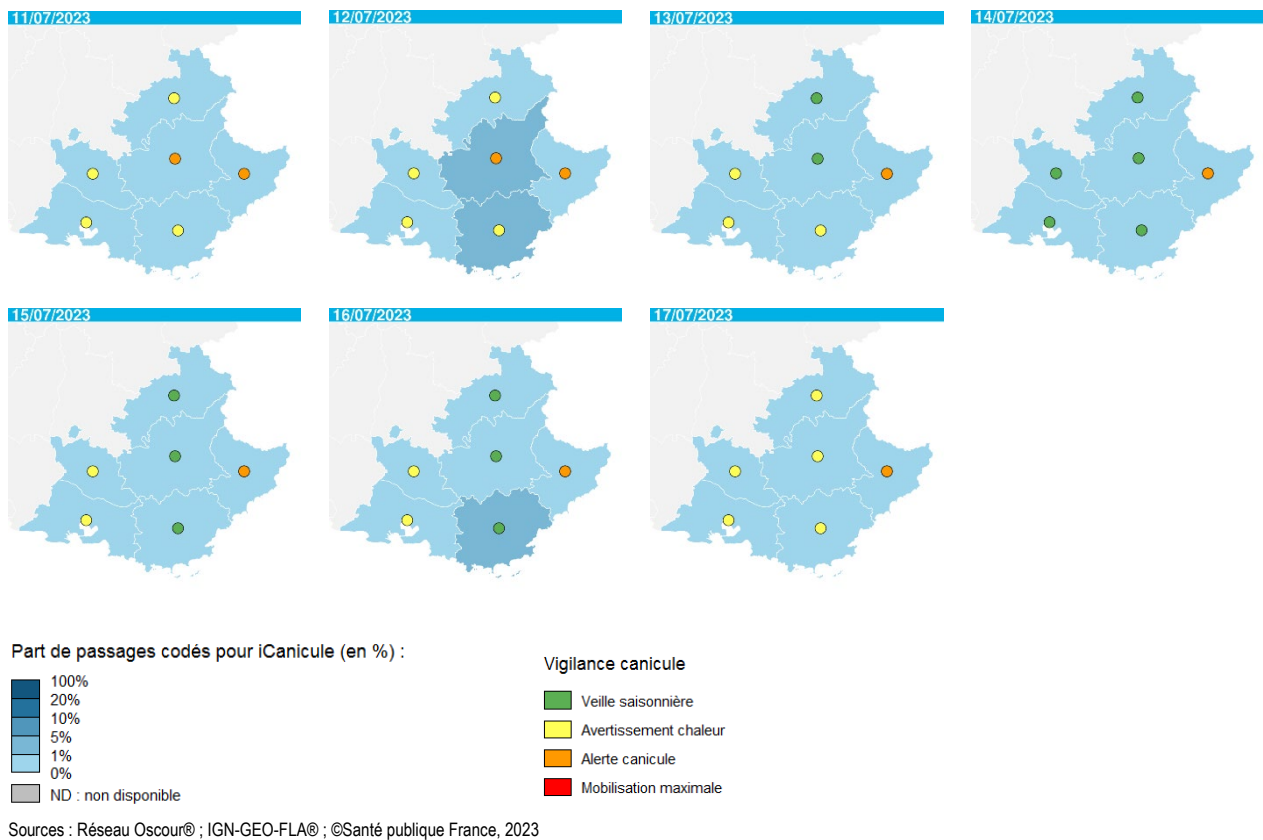 11/07/2023
12/07/2023
13/07/2023
14/07/2023
15/07/2023
16/07/2023
17/07/2023
Part de passages codés pour iCanicule (en %) :
100%
20%
10%
5%
1%
0%
ND : non disponible
Vigilance canicule
Veille saisonnière
Avertissement chaleur
Alerte canicule
Mobilisation maximale
Sources : Réseau Oscour® ; IGN-GEO-FLA® ; ©Santé publique France, 2023